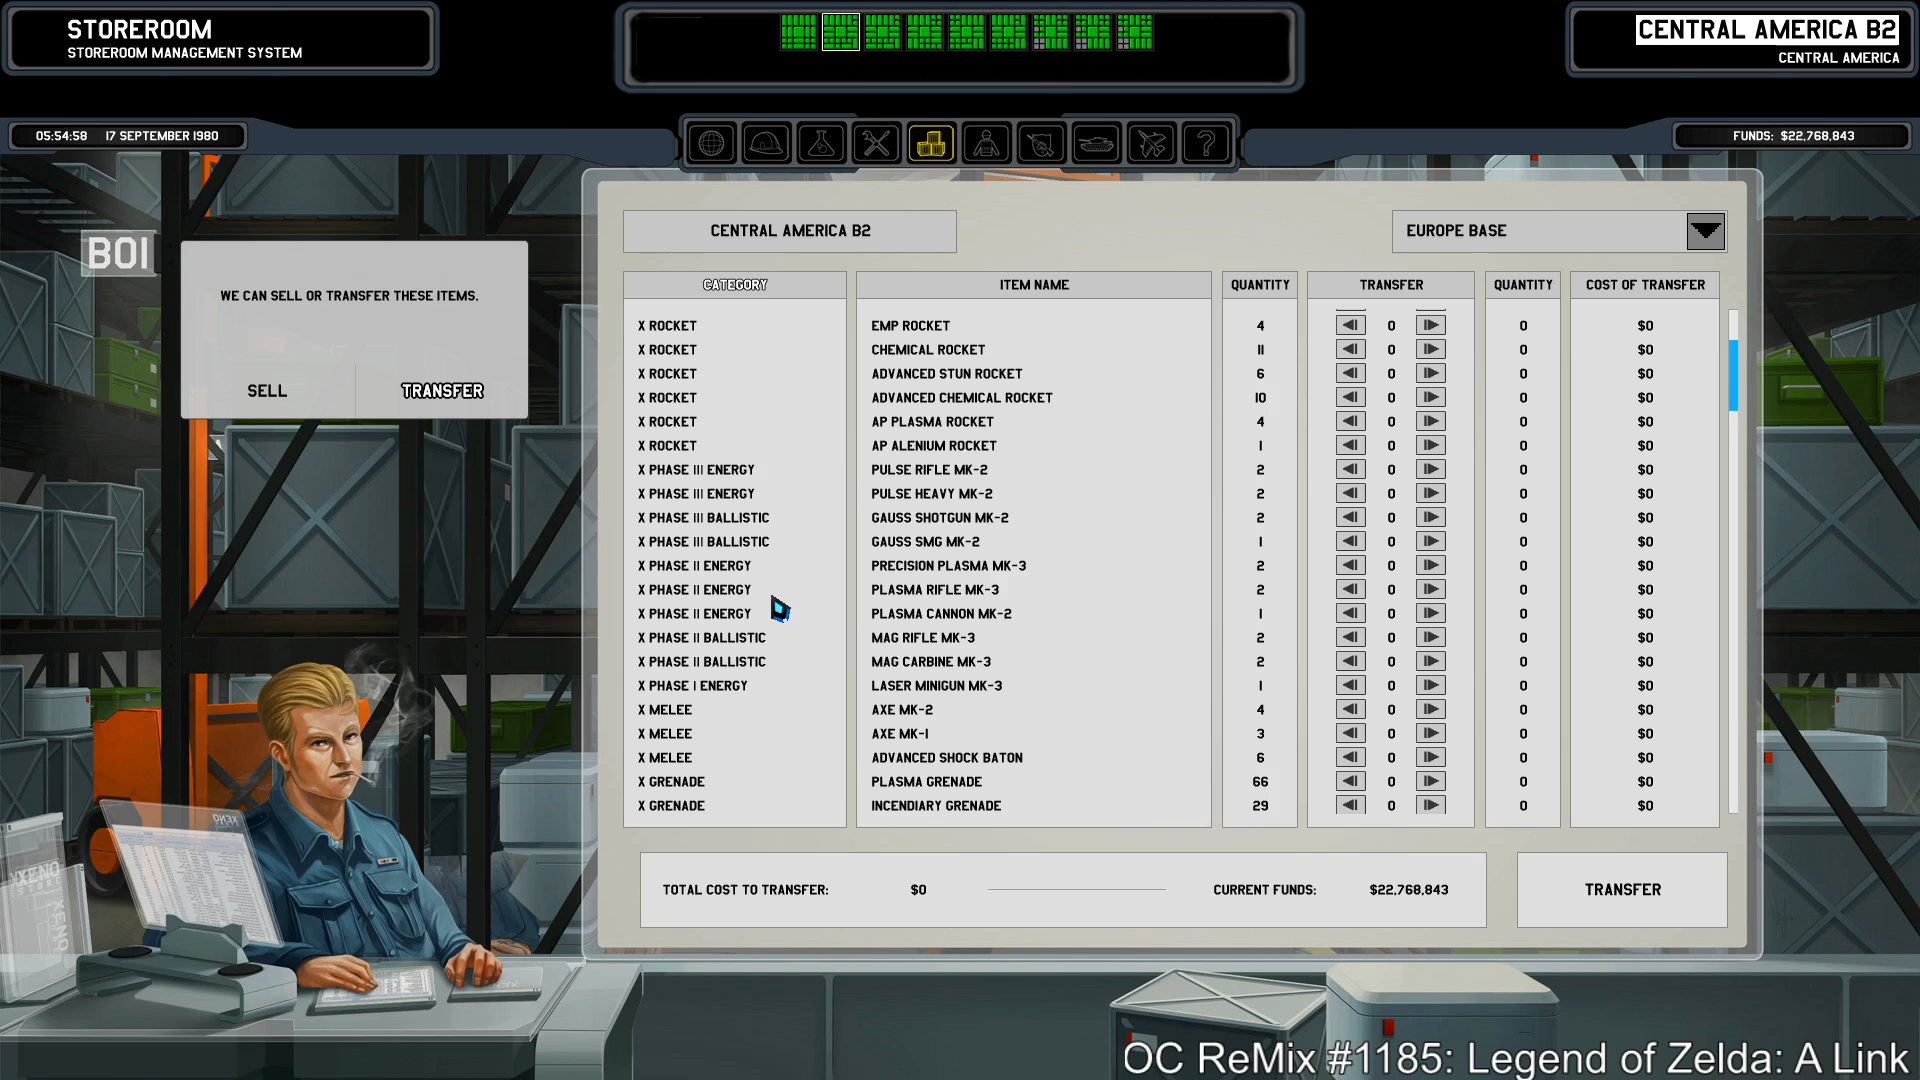 STOREROOM
STOREROOM MANAGEMENT SYSTEM
CENTRAL AMERICA B2
CENTRAL AMERICA
05:54:58 17 SEPTEMBER 1980
FUNDS: $22,768,843
BOI
WE CAN SELL OR TRANSFER THESE ITEMS.
SELL TRANSFER
CENTRAL AMERICA B2 EUROPE BASE
CATEGORY ITEM NAME QUANTITY TRANSFER QUANTITY COST OF TRANSFER
X ROCKET EMP ROCKET 4 0 0 $0
X ROCKET CHEMICAL ROCKET 11 0 0 $0
X ROCKET ADVANCED STUN ROCKET 6 0 0 $0
X ROCKET ADVANCED CHEMICAL ROCKET 10 0 0 $0
X ROCKET AP PLASMA ROCKET 4 0 0 $0
X ROCKET AP ALENIUM ROCKET 1 0 0 $0
X PHASE III ENERGY PULSE RIFLE MK-2 2 0 0 $0
X PHASE III ENERGY PULSE HEAVY MK-2 2 0 0 $0
X PHASE III BALLISTIC GAUSS SHOTGUN MK-2 2 0 0 $0
X PHASE III BALLISTIC GAUSS SMG MK-2 1 0 0 $0
X PHASE II ENERGY PRECISION PLASMA MK-3 2 0 0 $0
X PHASE II ENERGY PLASMA RIFLE MK-3 2 0 0 $0
X PHASE II ENERGY PLASMA CANNON MK-2 1 0 0 $0
X PHASE II BALLISTIC MAG RIFLE MK-3 2 0 0 $0
X PHASE II BALLISTIC MAG CARBINE MK-3 2 0 0 $0
X PHASE I ENERGY LASER MINIGUN MK-3 1 0 0 $0
X MELEE AXE MK-2 4 0 0 $0
X MELEE AXE MK-1 3 0 0 $0
X MELEE ADVANCED SHOCK BATON 6 0 0 $0
X GRENADE PLASMA GRENADE 66 0 0 $0
X GRENADE INCENDIARY GRENADE 29 0 0 $0
TOTAL COST TO TRANSFER: $0 CURRENT FUNDS: $22,768,843
TRANSFER
XENO
XENO
OC ReMix #1185: Legend of Zelda: A Link